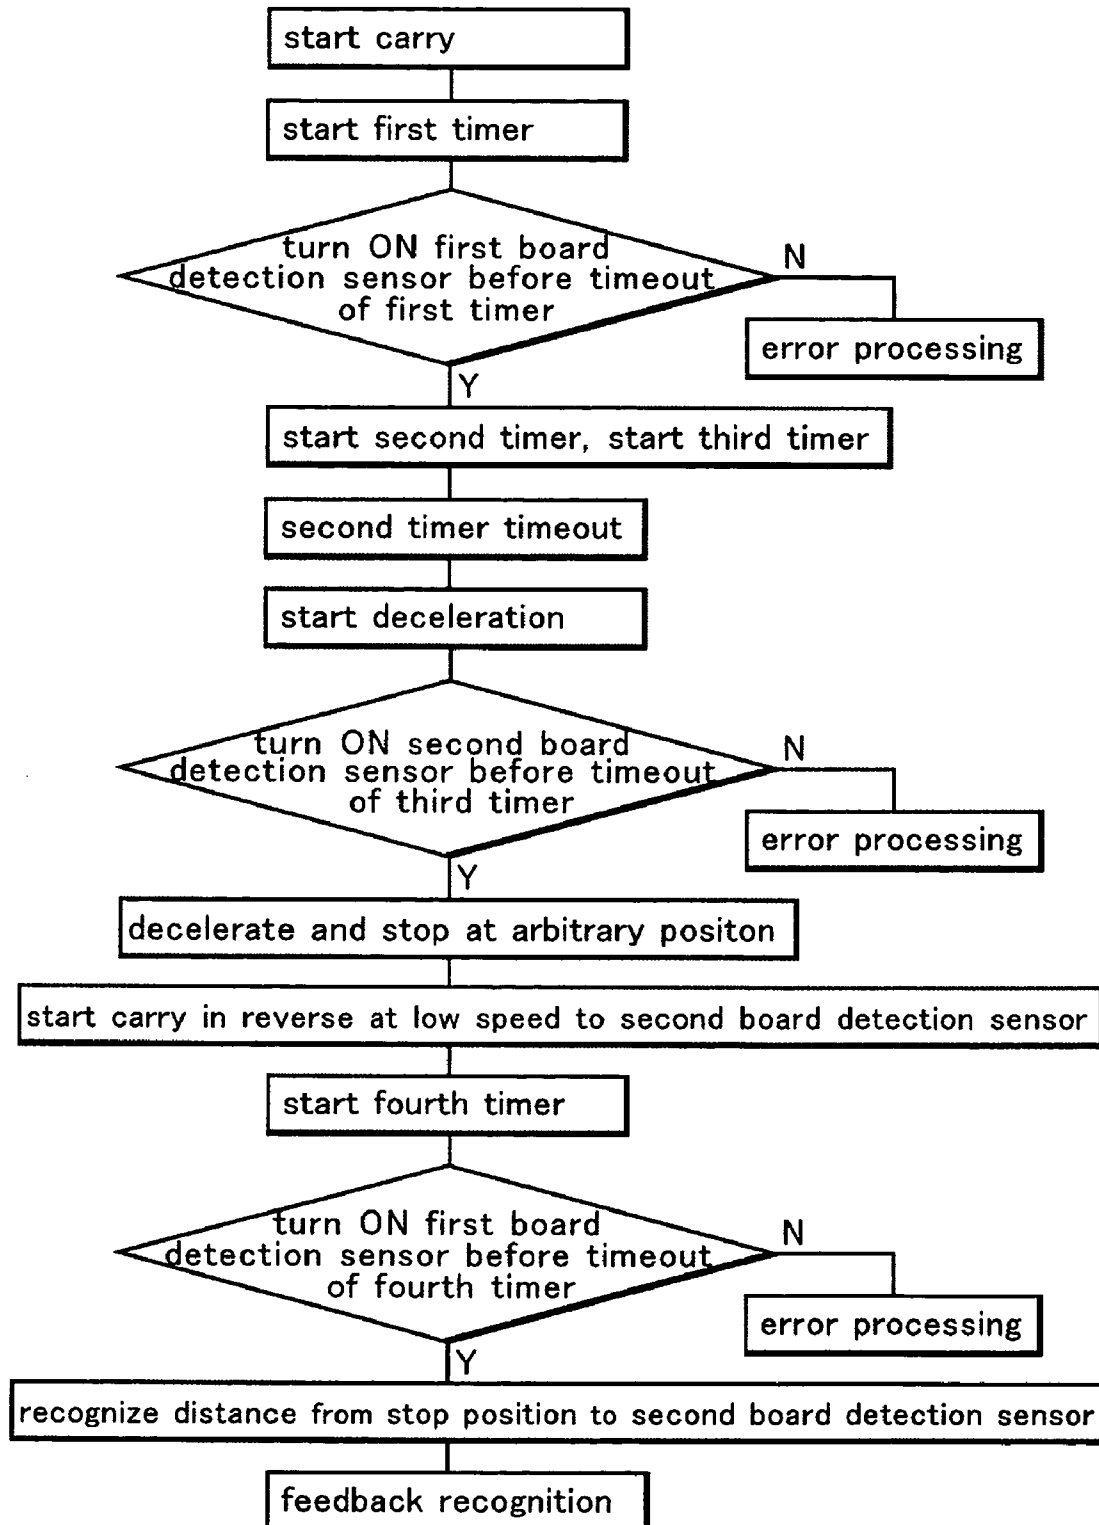 start carry
start first timer
turn ON first board
detection sensor before timeout
of first timer
N
error processing
Y
start second timer, start third timer
second timer timeout
start deceleration
turn ON second board
detection sensor before timeout
of third timer
N
error processing
Y
decelerate and stop at arbitrary positon
start carry in reverse at low speed to second board detection sensor
start fourth timer
turn ON first board
detection sensor before timeout
of fourth timer
N
error processing
Y
recognize distance from stop position to second board detection sensor
feedback recognition